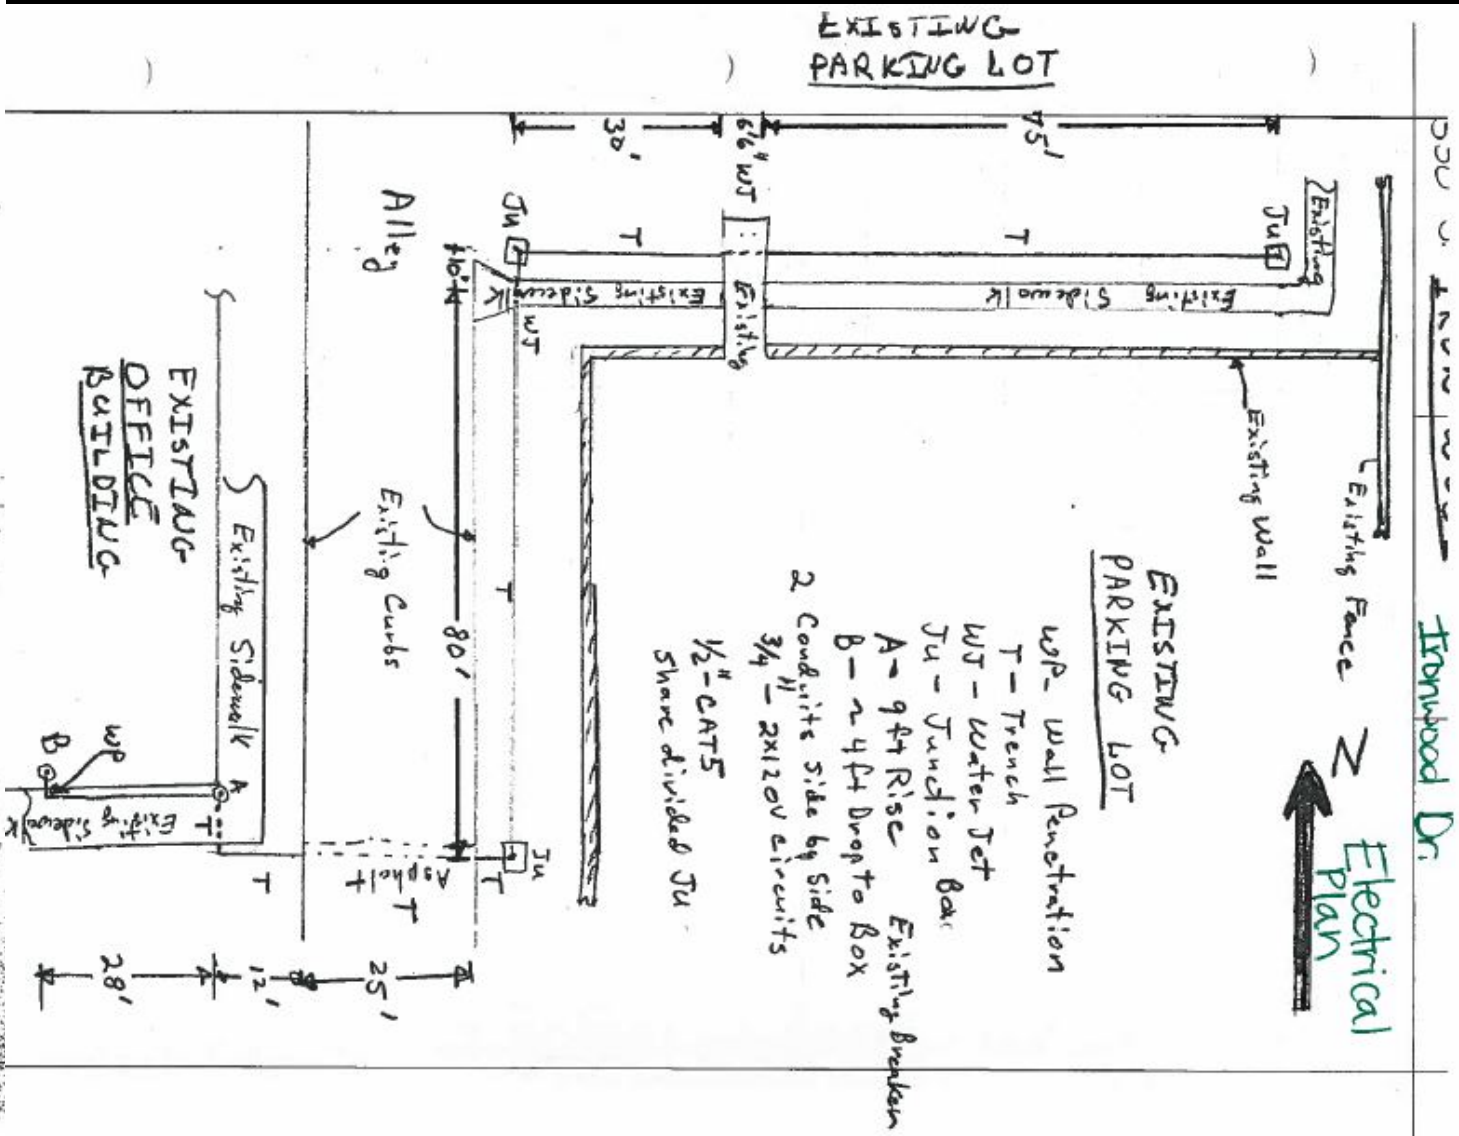 EXISTING
PARKING LOT
Ironwood Dr.
Electrical
Plan
N
Existing Fence
Existing Wall
EXISTING
PARKING LOT
WP- Wall Penetration
T- Trench
WJ- Water Jet
Ju- Junction Box
A- 9ft Rise
B- ~4ft Drop to Box
Existing Breaker
2 Conduits side by side
3/4" - 2x120V circuits
1/2" - CAT5
Share divided Ju
75'
6'6" WJ
30'
Existing
Ju
T
T
Ju
Existing Sidewalk
Existing
Existing Sidewalk
WJ
10"
Alley
80'
T
Existing Curbs
Ju
T
Asphalt
T
T
25'
12'
28'
EXISTING
OFFICE
BUILDING
Existing Sidewalk
A
T
Existing Sidewalk
WP
B